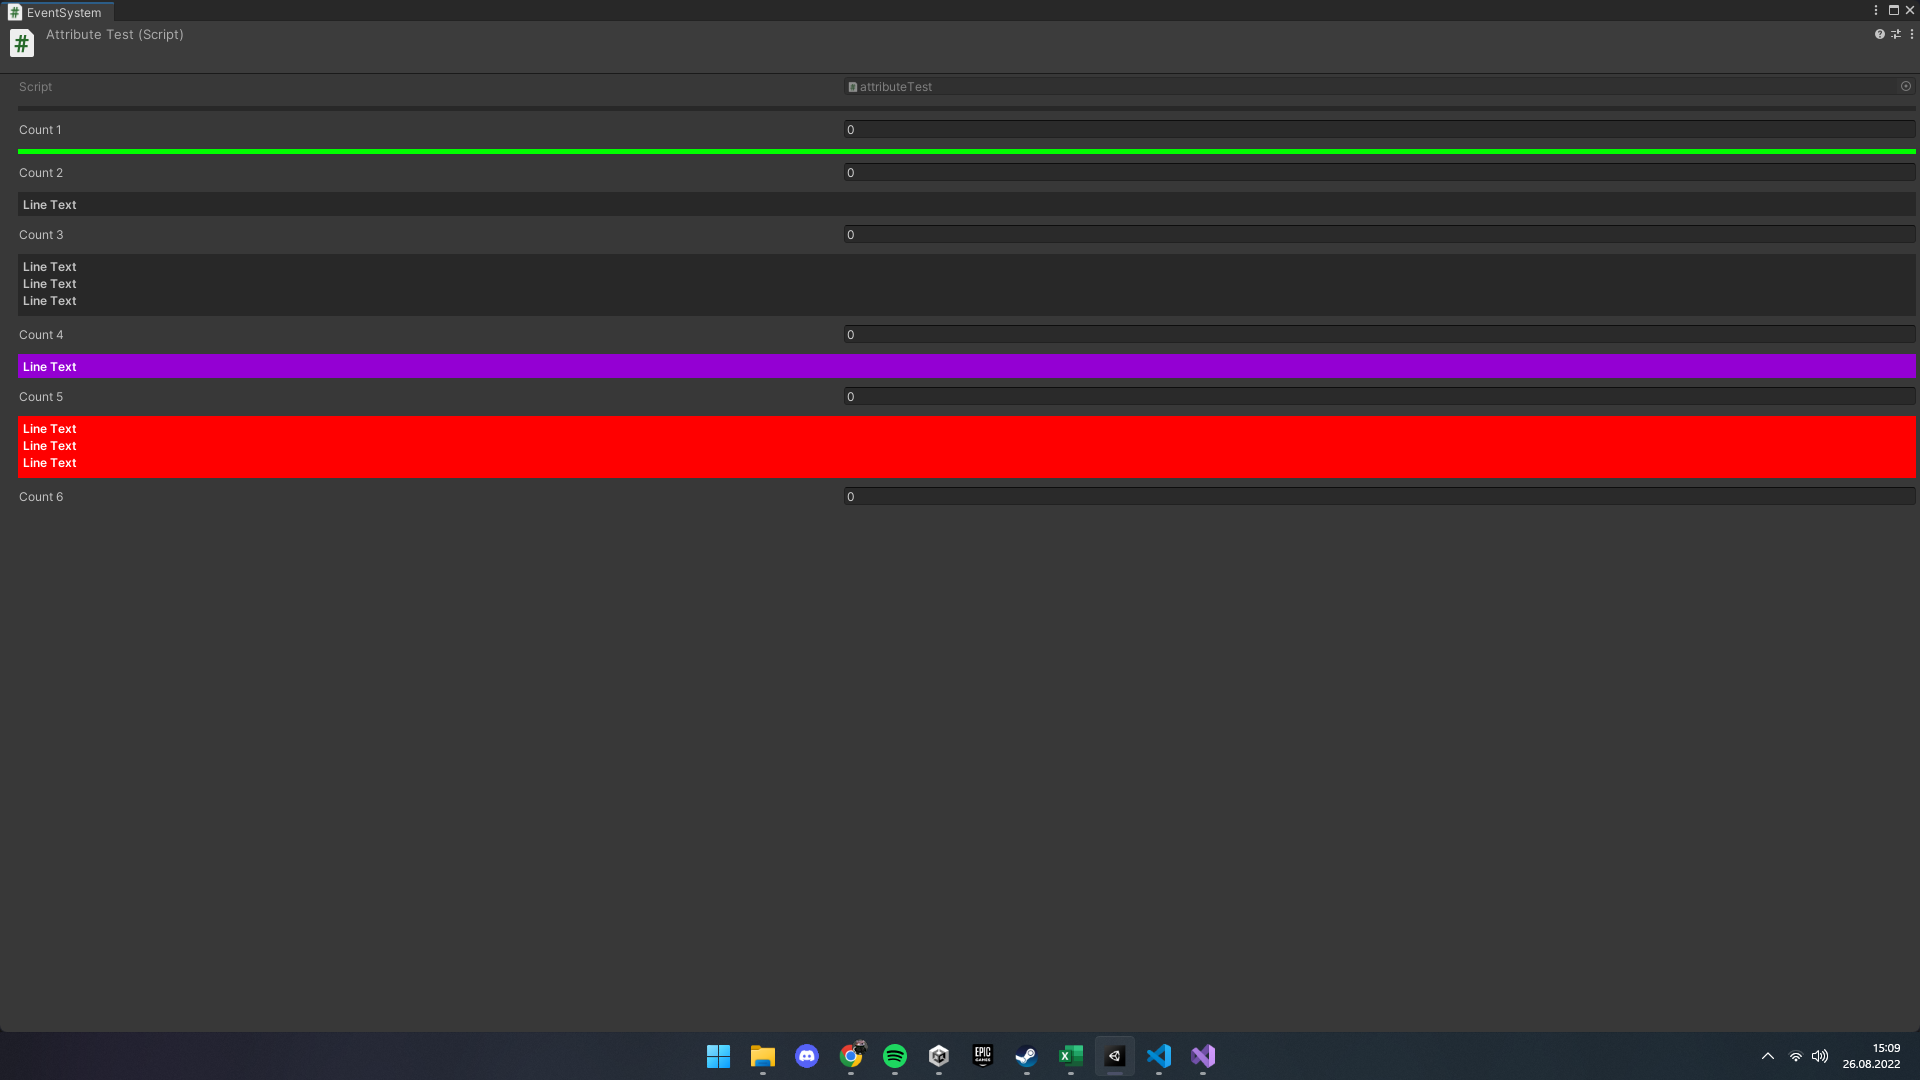 EventSystem
Attribute Test (Script)
Script
attributeTest
Count 1
0
Count 2
0
Line Text
Count 3
0
Line Text
Line Text
Line Text
Count 4
0
Line Text
Count 5
0
Line Text
Line Text
Line Text
Count 6
0
EPIC
GAMES
15:09
26.08.2022